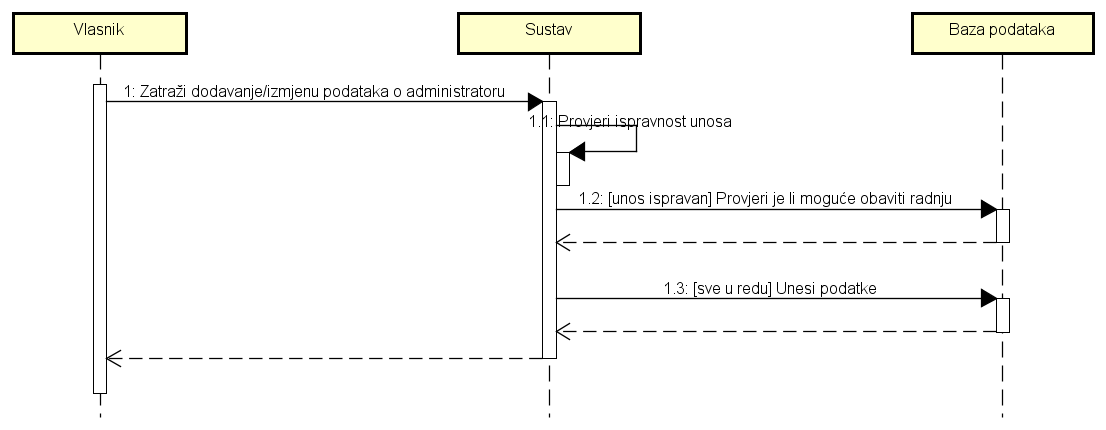 Vlasnik
Sustav
Baza podataka
1: Zatraži dodavanje/izmjenu podataka o administratoru
1.1: Provjeri ispravnost unosa
1.2: [unos ispravan] Provjeri je li moguće obaviti radnju
1.3: [sve u redu] Unesi podatke